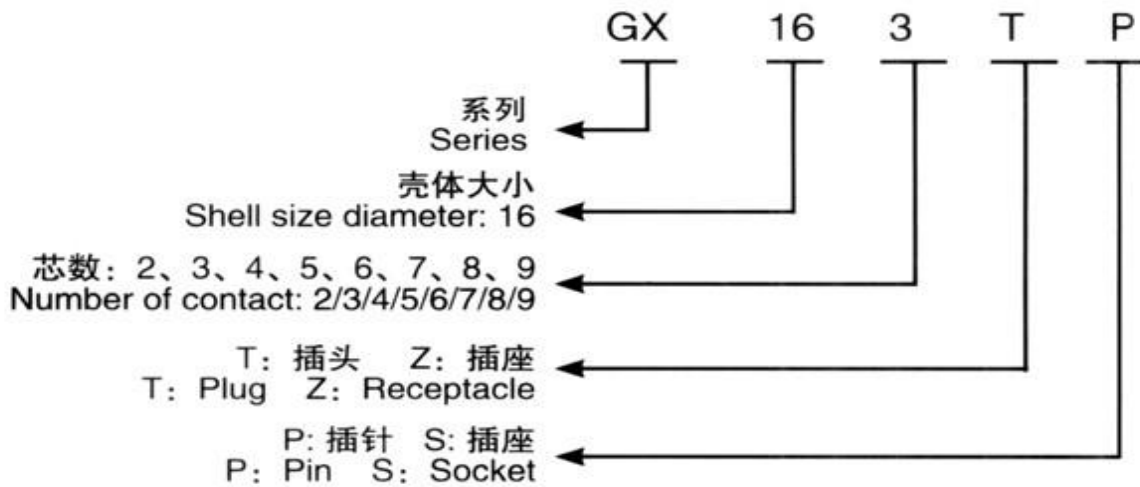 GX 16 3 T P
系列
Series
壳体大小
Shell size diameter: 16
芯数：2、3、4、5、6、7、8、9
Number of contact: 2/3/4/5/6/7/8/9
T：插头 Z：插座
T：Plug Z：Receptacle
P: 插针 S: 插座
P：Pin S：Socket